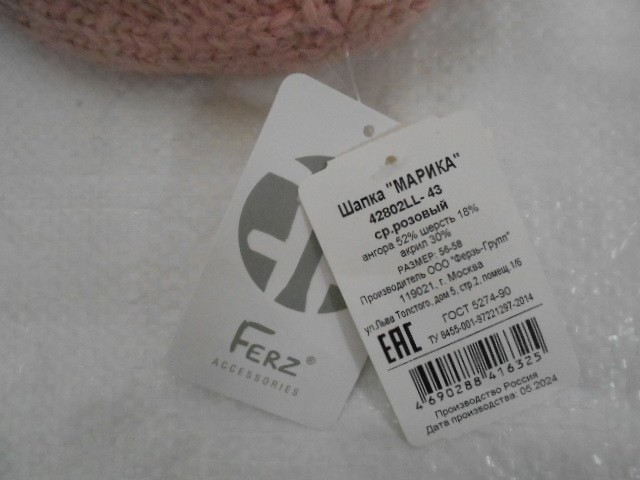 FERZ®
ACCESSORIES
Шапка "МАРИКА"
42802LL- 43
ср.розовый
ангора 52% шерсть 18%
акрил 30%
РАЗМЕР: 56-58
Производитель ООО "Ферзь-Групп"
119021. г. Москва
ул.Льва Толстого, дом 5, стр.2, помещ. 1/6
ГОСТ 5274-90
EAC ТУ 8455-001-97221297-2014
4 690288 416325
Производство Россия
Дата производства: 05.2024